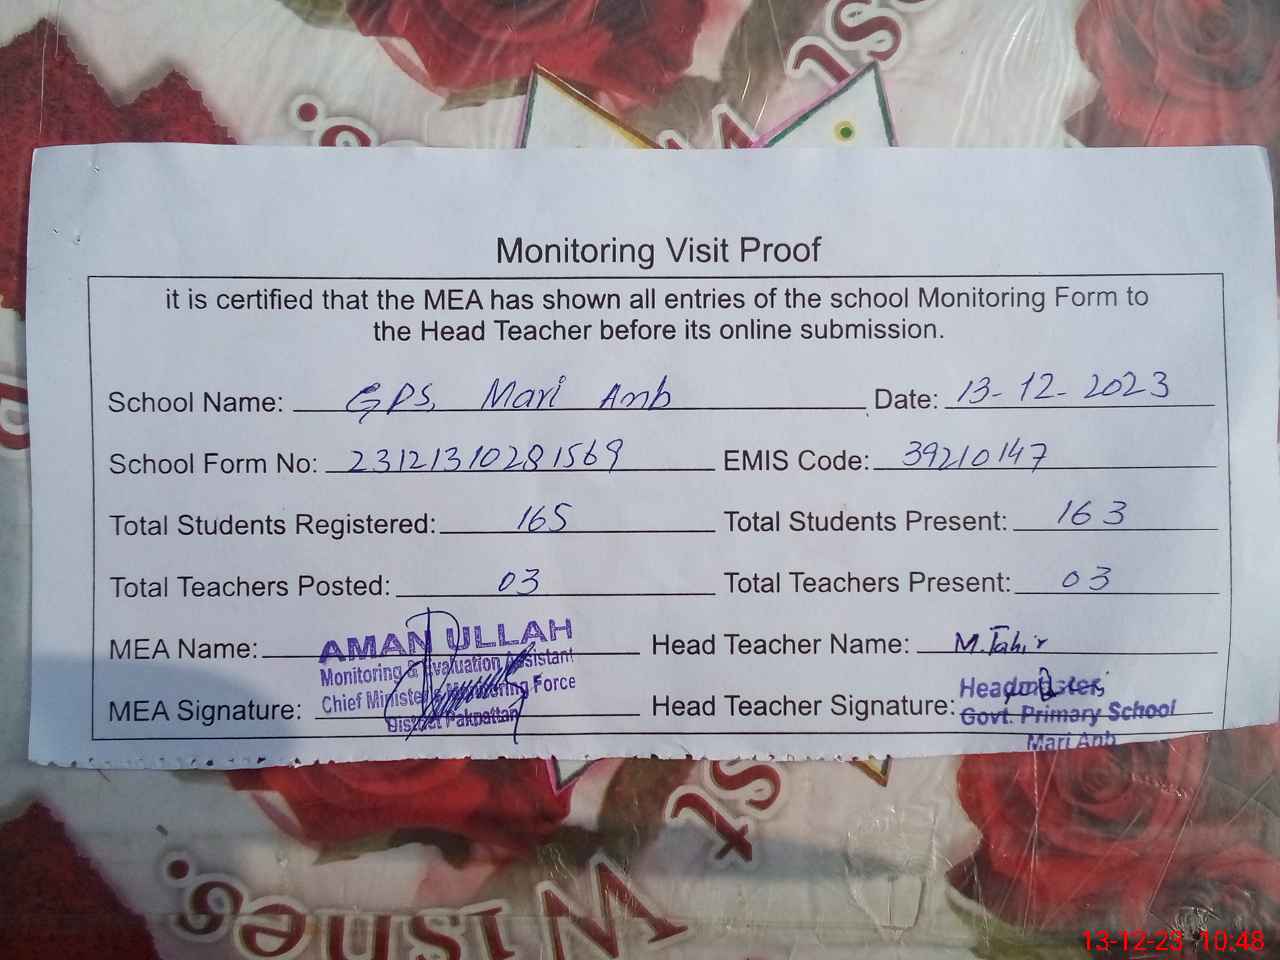 Monitoring Visit Proof
it is certified that the MEA has shown all entries of the school Monitoring Form to
the Head Teacher before its online submission.
School Name: GPS, Mari Anb Date: 13-12-2023
School Form No: 23121310281569 EMIS Code: 39210147
Total Students Registered: 165 Total Students Present: 163
Total Teachers Posted: 03 Total Teachers Present: 03
MEA Name: AMAN ULLAH Head Teacher Name: M. Tahir
Monitoring & Evaluation Assistant
Chief Minister's Monitoring Force
District Pakpattan
MEA Signature: Head Teacher Signature: Headmaster
Govt. Primary School
Mari Anb
st Wishes.
13-12-23 10:48